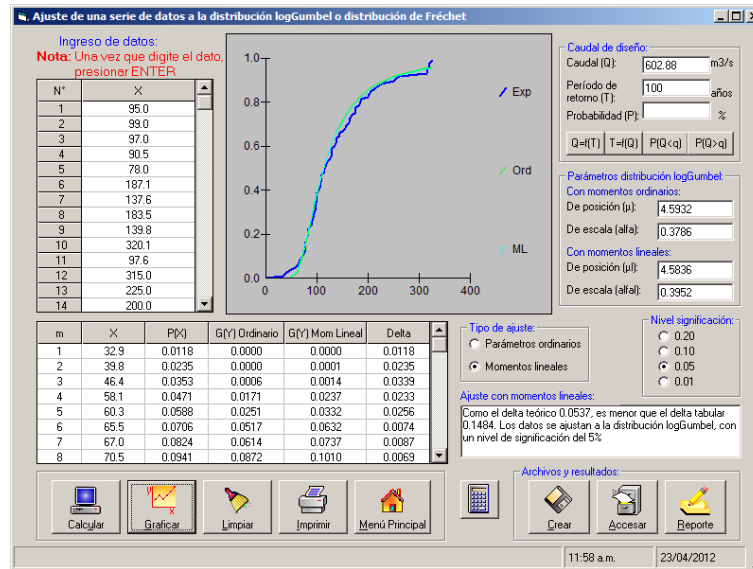 Ajuste de una serie de datos a la distribución logGumbel o distribución de Fréchet
Ingreso de datos:
Nota: Una vez que digite el dato,
presionar ENTER
N° X
1 95.0
2 99.0
3 97.0
4 90.5
5 78.0
6 187.1
7 137.6
8 183.5
9 139.8
10 320.1
11 97.6
12 315.0
13 225.0
14 200.0
1.0
0.8
0.6
0.4
0.2
0.0
0 100 200 300 400
Exp
Ord
ML
Caudal de diseño:
Caudal (Q): 602.88 m3/s
Período de
retorno (T): 100 años
Probabilidad (P): %
Q=f(T) T=f(Q) P(Q<q) P(Q>q)
Parámetros distribución logGumbel:
Con momentos ordinarios:
De posición (μ): 4.5932
De escala (alfa): 0.3786
Con momentos lineales:
De posición (μl): 4.5836
De escala (alfal): 0.3952
m X P(X) G(Y) Ordinario G(Y) Mom Lineal Delta
1 32.9 0.0118 0.0000 0.0000 0.0118
2 39.8 0.0235 0.0000 0.0001 0.0235
3 46.4 0.0353 0.0006 0.0014 0.0339
4 58.1 0.0471 0.0171 0.0237 0.0233
5 60.3 0.0588 0.0251 0.0332 0.0256
6 65.5 0.0706 0.0517 0.0632 0.0074
7 67.0 0.0824 0.0614 0.0737 0.0087
8 70.5 0.0941 0.0872 0.1010 0.0069
Tipo de ajuste:
Parámetros ordinarios
Momentos lineales
Nivel significación:
0.20
0.10
0.05
0.01
Ajuste con momentos lineales:
Como el delta teórico 0.0537, es menor que el delta tabular
0.1484. Los datos se ajustan a la distribución logGumbel, con
un nivel de significación del 5%
Calcular Graficar Limpiar Imprimir Menú Principal
Archivos y resultados:
Crear Accesar Reporte
11:58 a.m. 23/04/2012